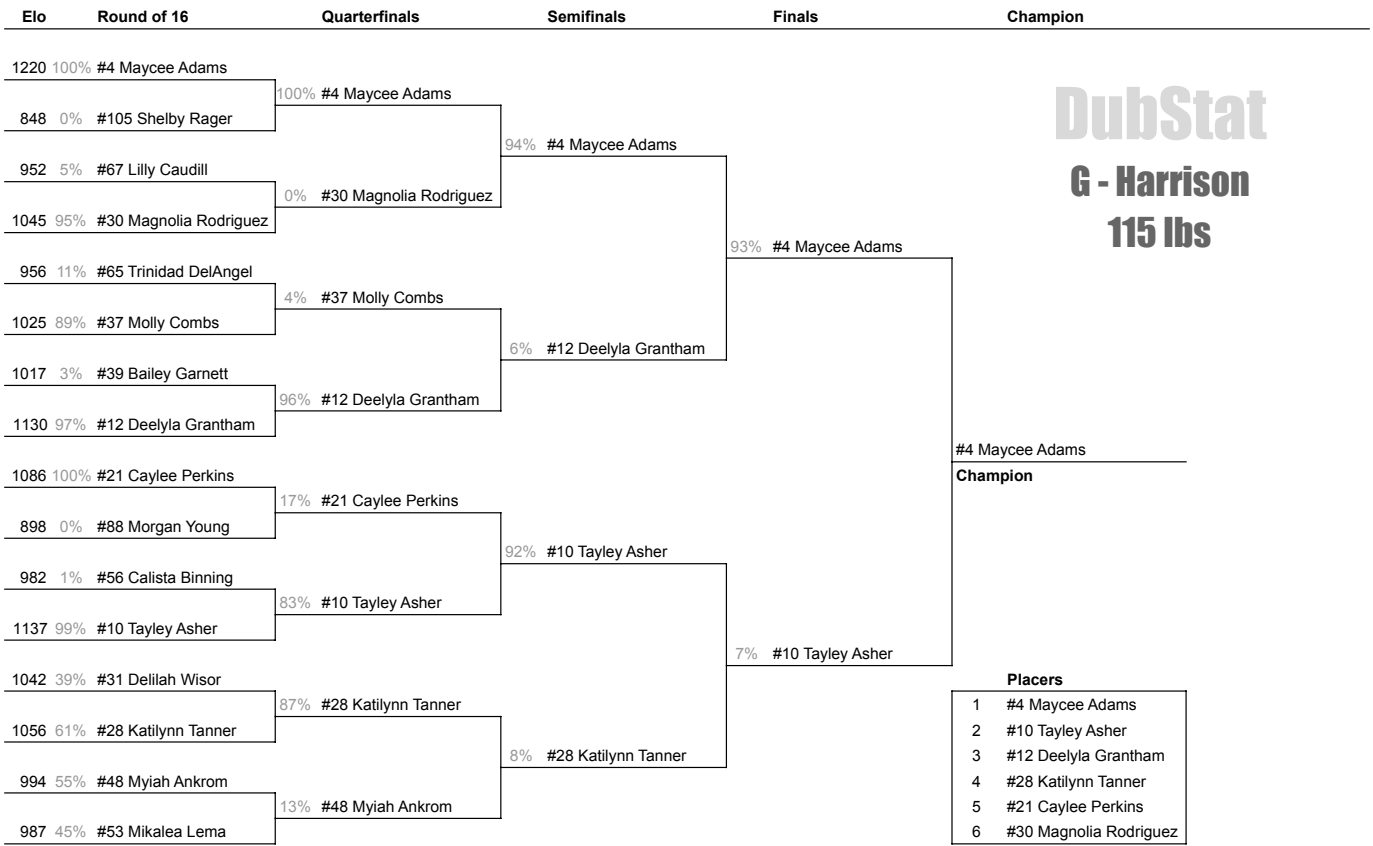 Elo Round of 16 Quarterfinals Semifinals Finals Champion
1220 100% #4 Maycee Adams
100% #4 Maycee Adams
848 0% #105 Shelby Rager
94% #4 Maycee Adams
952 5% #67 Lilly Caudill
0% #30 Magnolia Rodriguez
1045 95% #30 Magnolia Rodriguez
93% #4 Maycee Adams
956 11% #65 Trinidad DelAngel
4% #37 Molly Combs
1025 89% #37 Molly Combs
6% #12 Deelyla Grantham
1017 3% #39 Bailey Garnett
96% #12 Deelyla Grantham
1130 97% #12 Deelyla Grantham
#4 Maycee Adams
Champion
1086 100% #21 Caylee Perkins
17% #21 Caylee Perkins
898 0% #88 Morgan Young
92% #10 Tayley Asher
982 1% #56 Calista Binning
83% #10 Tayley Asher
1137 99% #10 Tayley Asher
7% #10 Tayley Asher
1042 39% #31 Delilah Wisor
87% #28 Katilynn Tanner
1056 61% #28 Katilynn Tanner
8% #28 Katilynn Tanner
994 55% #48 Myiah Ankrom
13% #48 Myiah Ankrom
987 45% #53 Mikalea Lema
DubStat
G - Harrison
115 lbs
Placers
1 #4 Maycee Adams
2 #10 Tayley Asher
3 #12 Deelyla Grantham
4 #28 Katilynn Tanner
5 #21 Caylee Perkins
6 #30 Magnolia Rodriguez